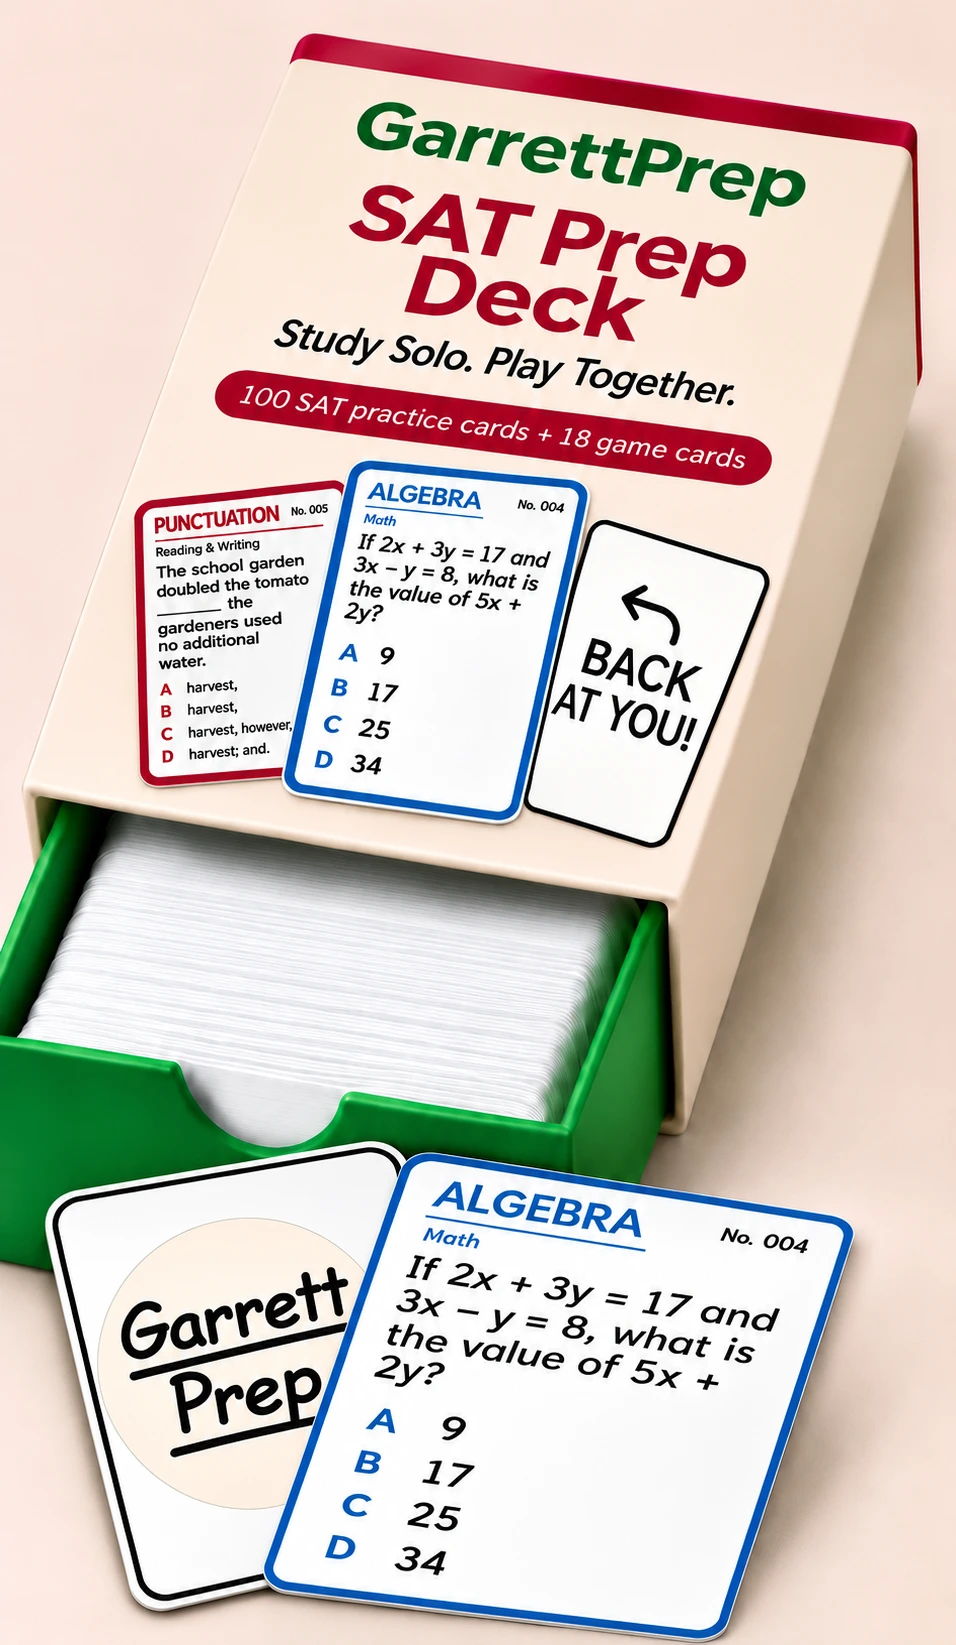 GarrettPrep
SAT Prep
Deck
Study Solo. Play Together.
100 SAT practice cards + 18 game cards
PUNCTUATION No. 005
Reading & Writing
The school garden
doubled the tomato
______ the
gardeners used
no additional
water.
A harvest,
B harvest,
C harvest, however,
D harvest; and.
ALGEBRA No. 004
Math
If 2x + 3y = 17 and
3x – y = 8, what is
the value of 5x +
2y?
A 9
B 17
C 25
D 34
BACK
AT YOU!
Garrett
Prep
ALGEBRA No. 004
Math
If 2x + 3y = 17 and
3x – y = 8, what is
the value of 5x +
2y?
A 9
B 17
C 25
D 34